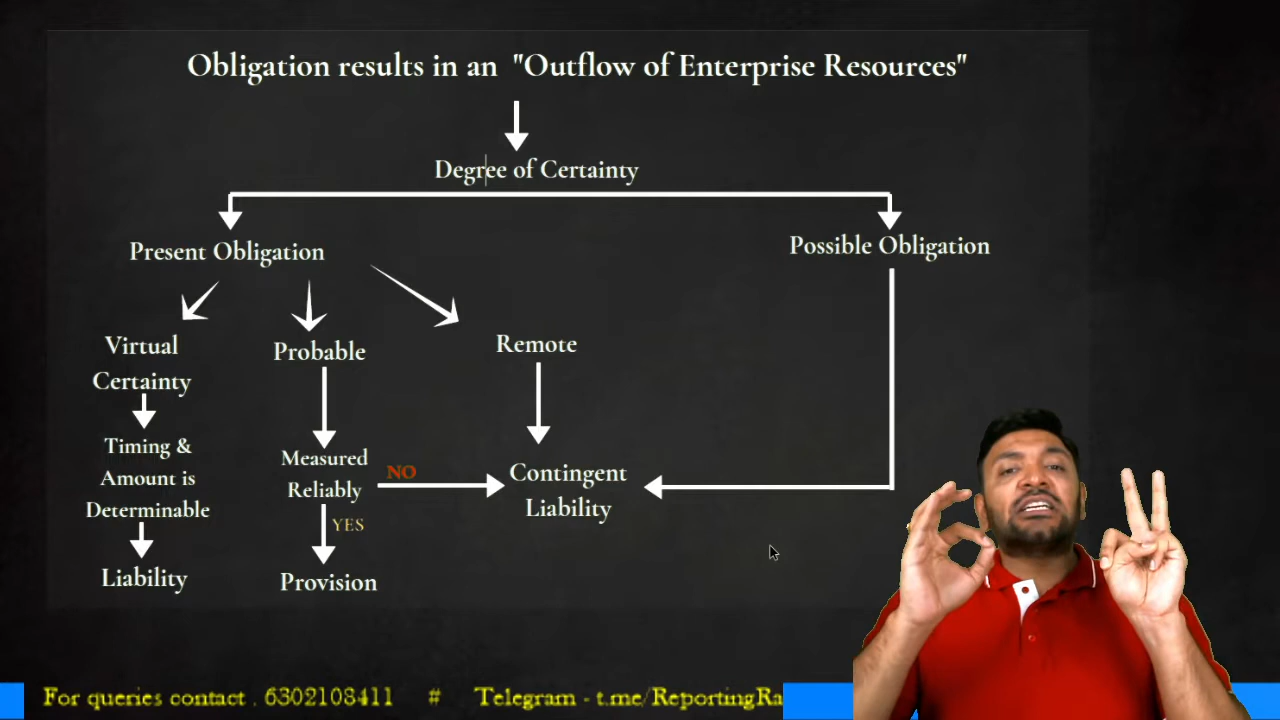 Obligation results in an "Outflow of Enterprise Resources"
Degree of Certainty
Present Obligation
Possible Obligation
Virtual
Certainty
Probable
Remote
Timing &
Amount is
Determinable
Measured
Reliably
NO
Contingent
Liability
YES
Liability
Provision
For queries contact . 6302108411 # Telegram - t.me/ReportingRa